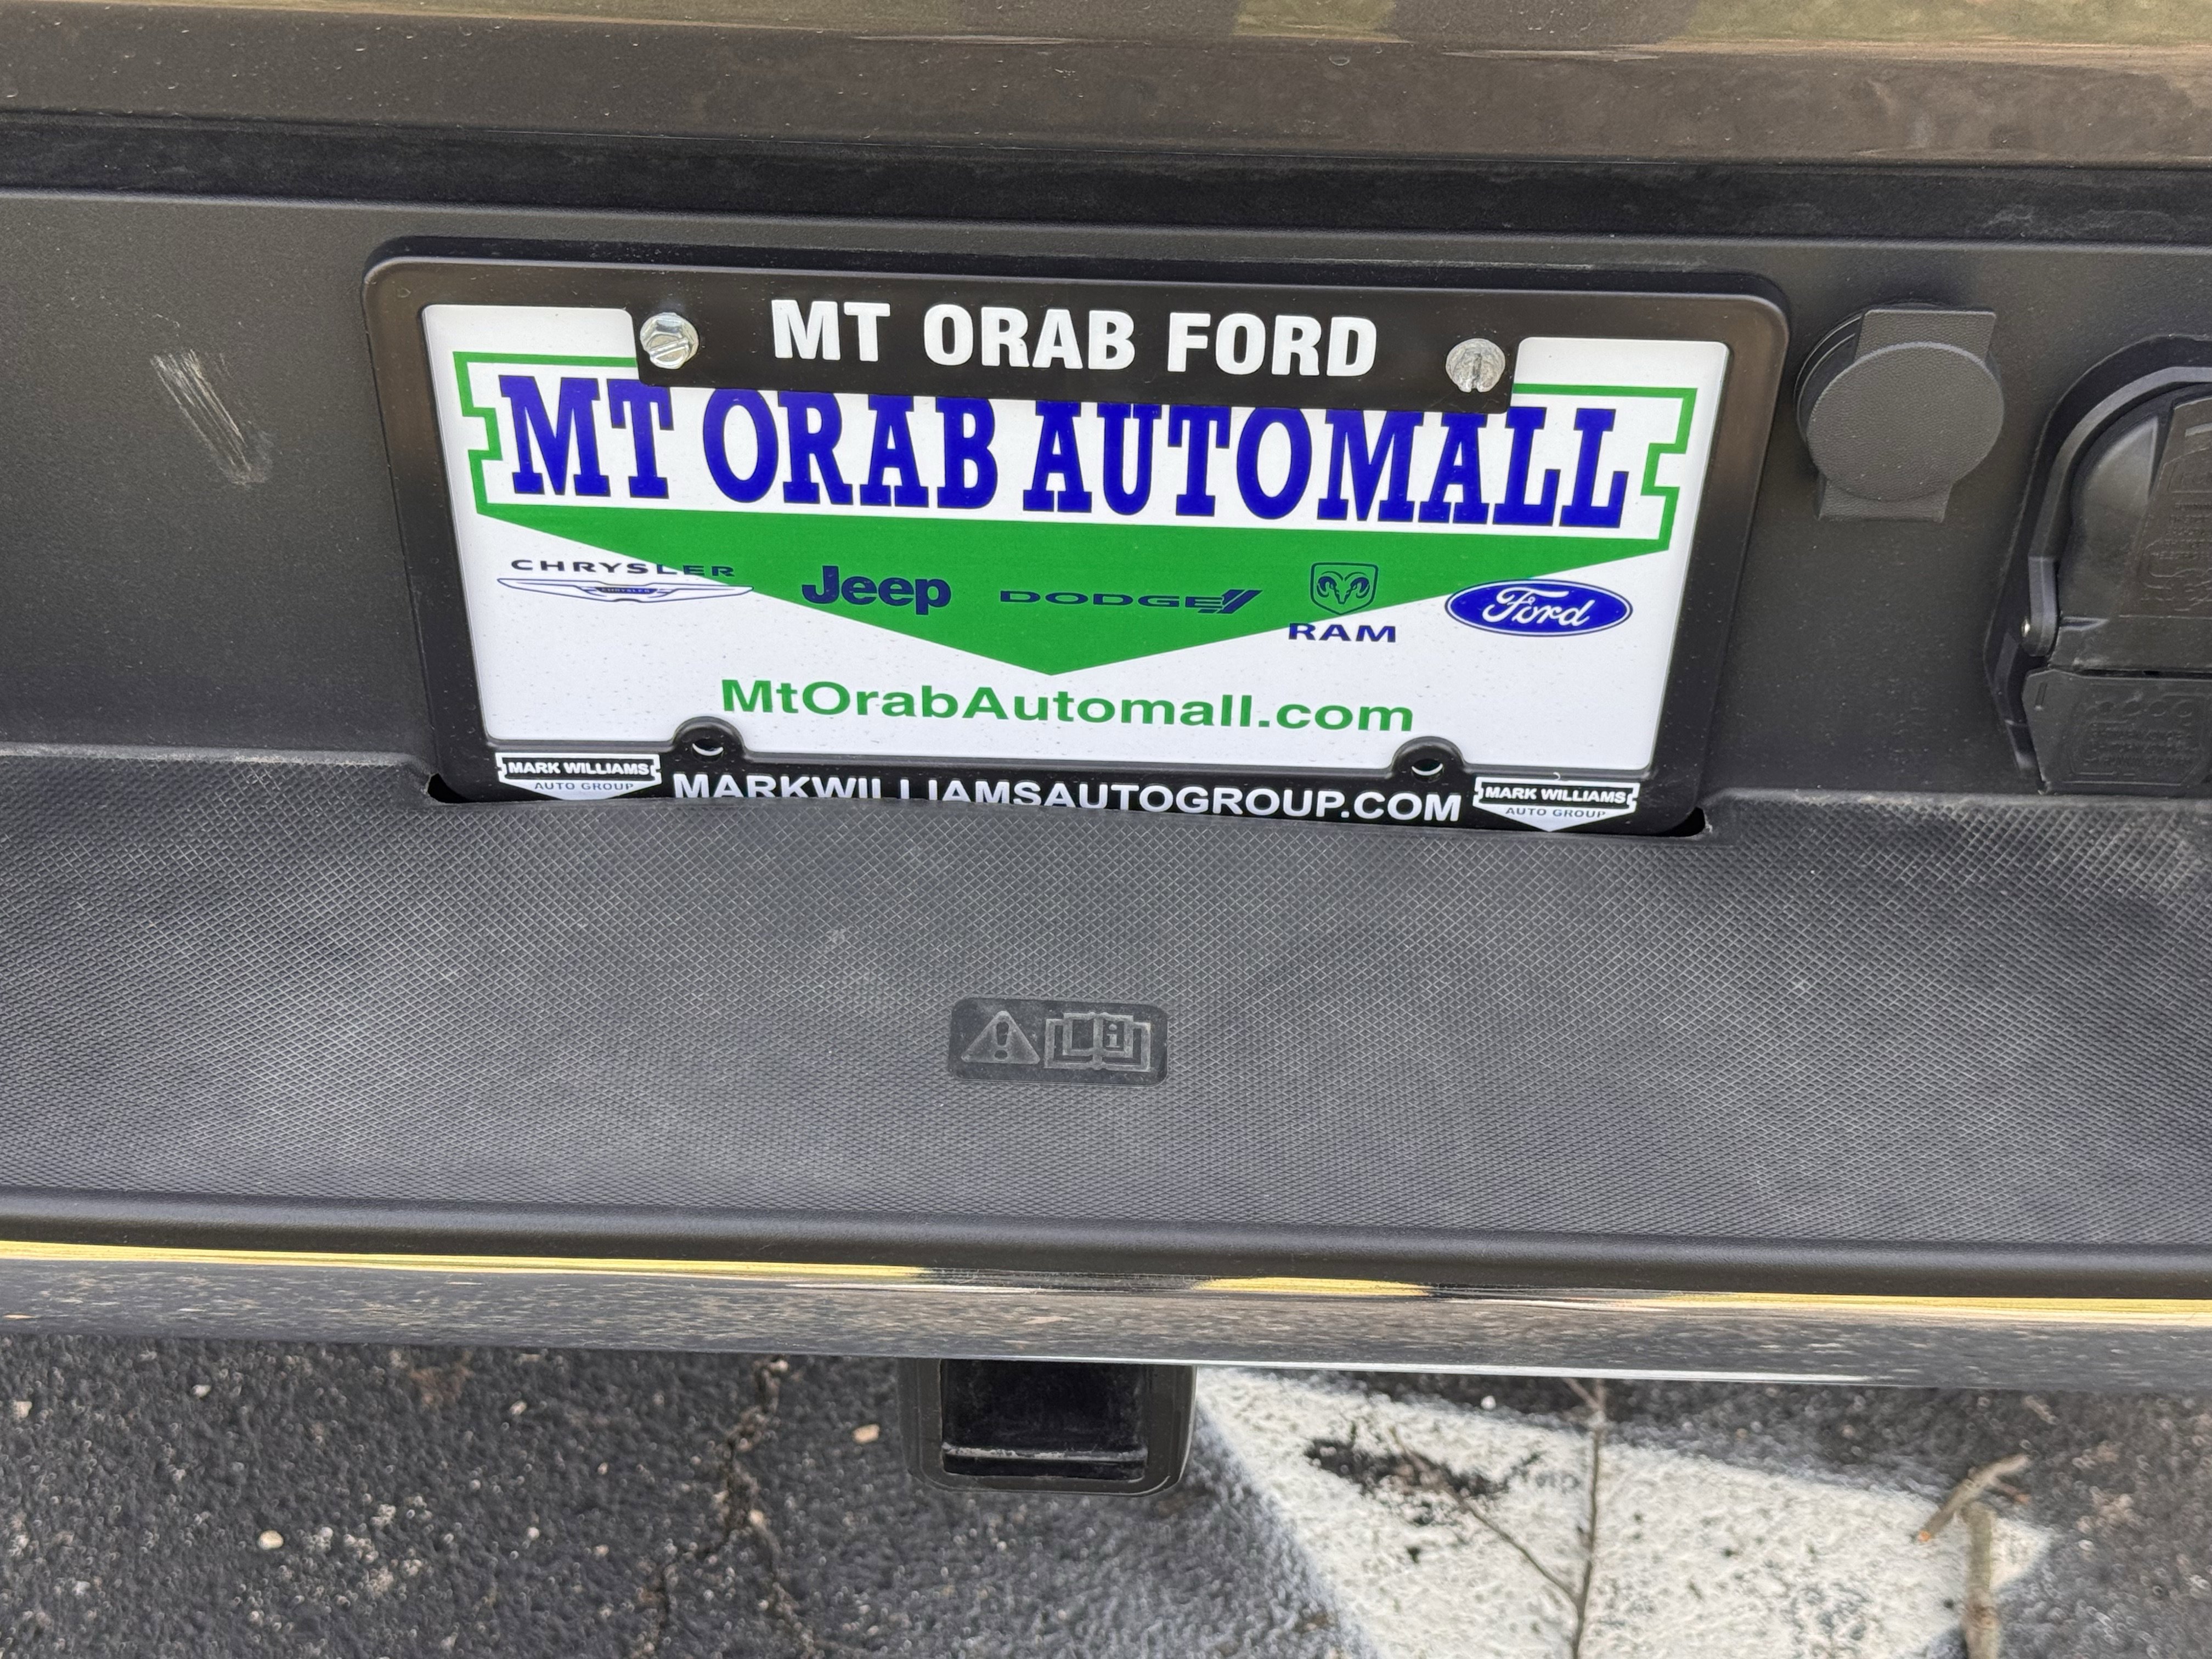 MT ORAB FORD
MT ORAB AUTOMALL
CHRYSLER
CHRYSLER
Jeep
DODGE
RAM
Ford
MtOrabAutomall.com
MARK WILLIAMS
AUTO GROUP
MARKWILLIAMSAUTOGROUP.COM
MARK WILLIAMS
AUTO GROUP